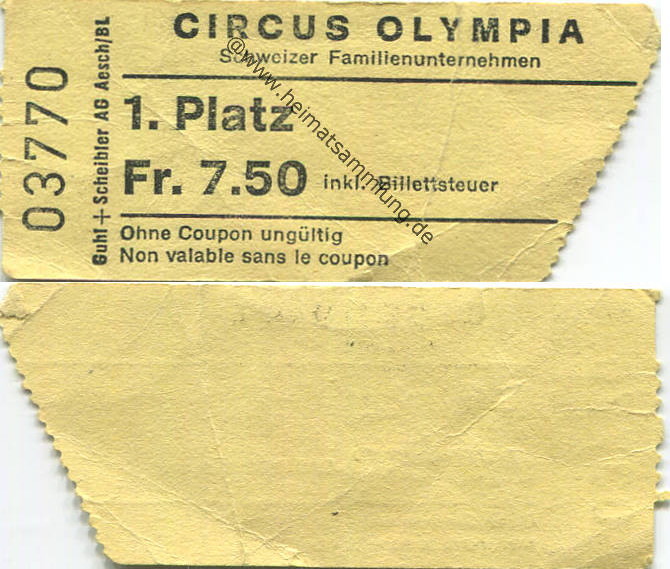 CIRCUS OLYMPIA
Schweizer Familienunternehmen
1. Platz
Fr. 7.50 inkl. Billettsteuer
Ohne Coupon ungültig
Non valable sans le coupon
03770
Guhl + Scheibler AG Aesch/BL
@www.heimatsammlung.de